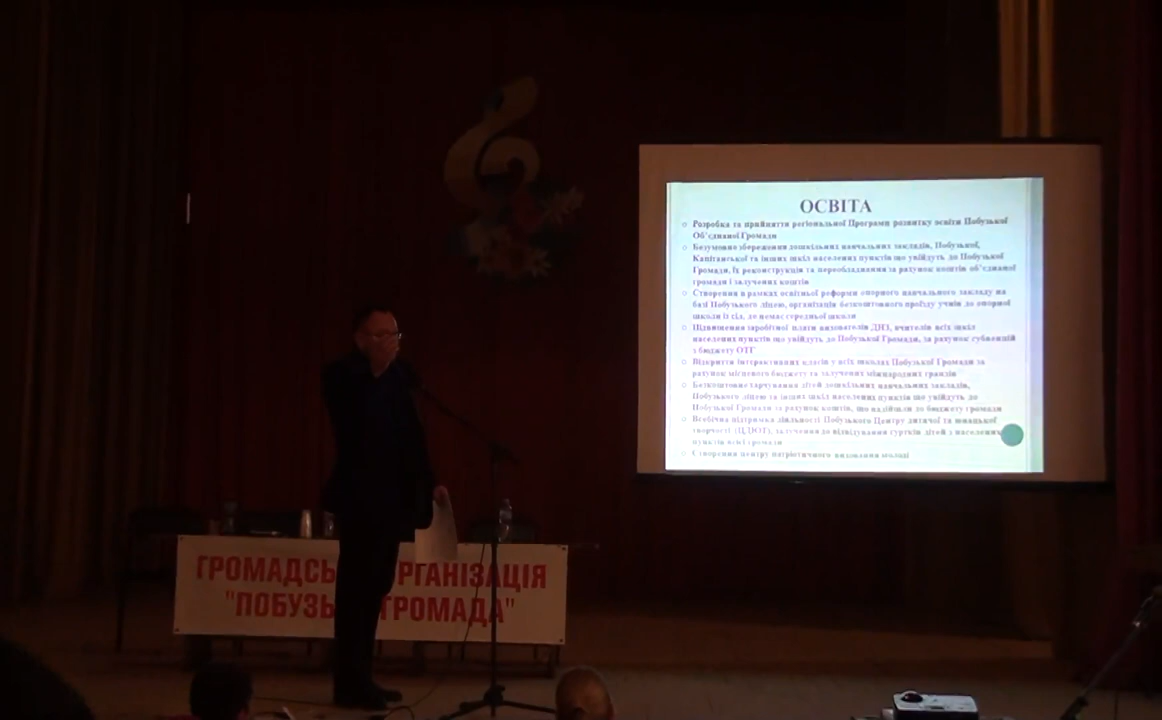 ОСВІТА
Розробка та прийняття регіональної Програми розвитку освіти Побузької
Об'єднаної Громади
Безумовне збереження дошкільних навчальних закладів, Побузької,
Капітанської та інших шкіл населених пунктів що увійдуть до Побузької
Громади, їх реконструкція та переобладнання за рахунок коштів об'єднаної
громади і залучених коштів
Створення в рамках освітньої реформи опорного навчального закладу на
базі Побузького ліцею, організація безкоштовного проїзду учнів до опорної
школи із сіл, де немає середньої школи
Підвищення заробітної плати вихователів ДНЗ, вчителів всіх шкіл
населених пунктів що увійдуть до Побузької Громади, за рахунок субвенцій
з бюджету ОТГ
Відкриття інтерактивних класів у всіх школах Побузької Громади за
рахунок місцевого бюджету та залучених міжнародних грантів
Безкоштовне харчування дітей дошкільних навчальних закладів,
Побузького ліцею та інших шкіл населених пунктів що увійдуть до
Побузької Громади за рахунок коштів, що надійшли до бюджету громади
Всебічна підтримка діяльності Побузького Центру дитячої та юнацької
творчості (ЦДЮТ), залучення до відвідування гуртків дітей з населених
пунктів всієї громади
Створення центру патріотичного виховання молоді
ГРОМАДСЬ РГАНІЗАЦІЯ
"ПОБУЗЬ ГРОМАДА"